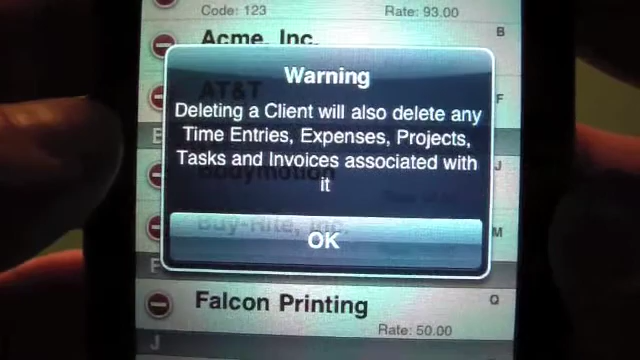 Code: 123 Rate: 93.00
Acme, Inc.
B
Warning
AT&T
F
Deleting a Client will also delete any
Time Entries, Expenses, Projects,
Tasks and Invoices associated with
it
J
Bodymotion
Buy-Rite, Inc.
M
OK
F
Falcon Printing
Q
Rate: 50.00
J